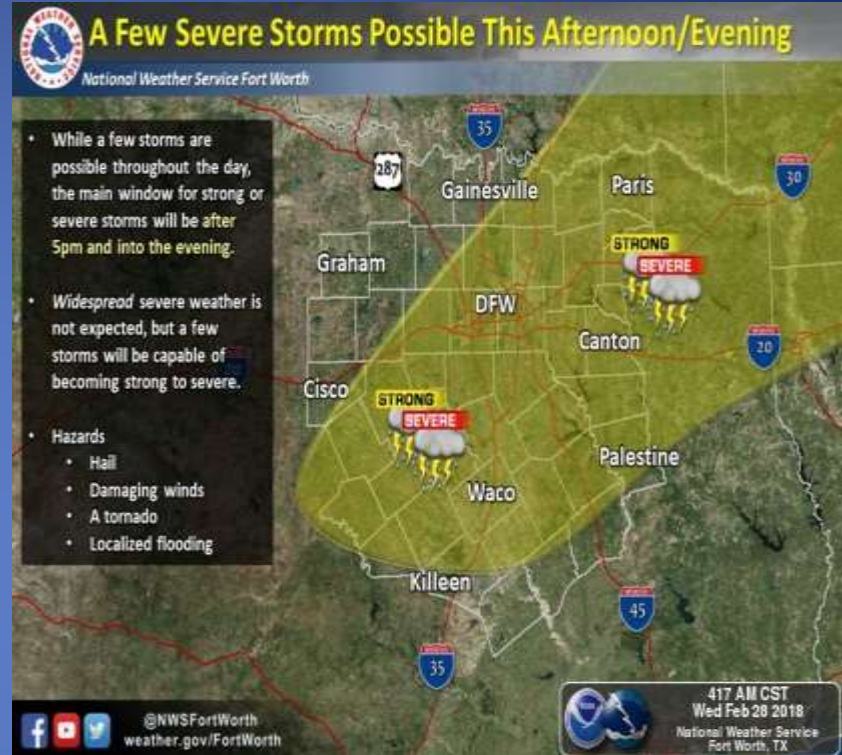 A Few Severe Storms Possible This Afternoon/Evening
NATIONAL WEATHER SERVICE
National Weather Service Fort Worth
• While a few storms are
possible throughout the day,
the main window for strong or
severe storms will be after
5pm and into the evening.
• Widespread severe weather is
not expected, but a few
storms will be capable of
becoming strong to severe.
• Hazards
• Hail
• Damaging winds
• A tornado
• Localized flooding
35
287
Gainesville
Paris
30
STRONG
SEVERE
Graham
DFW
Canton
20
Cisco
STRONG
SEVERE
Palestine
Waco
Killeen
45
35
@NWSFortWorth
weather.gov/FortWorth
417 AM CST
Wed Feb 28 2018
National Weather Service
Fort Worth, TX